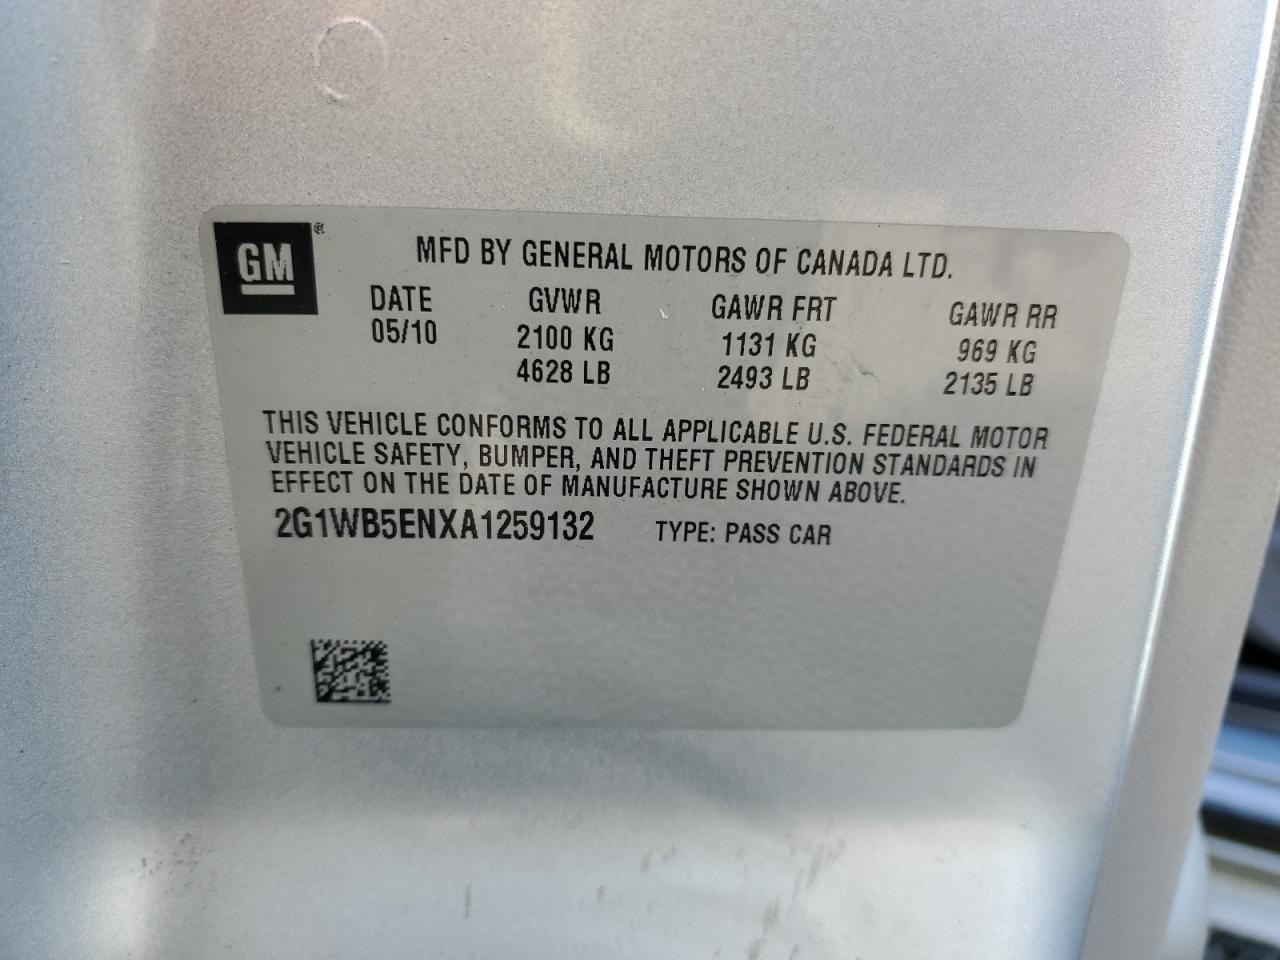 GM ®
MFD BY GENERAL MOTORS OF CANADA LTD.
DATE GVWR GAWR FRT GAWR RR
05/10 2100 KG 1131 KG 969 KG
4628 LB 2493 LB 2135 LB
THIS VEHICLE CONFORMS TO ALL APPLICABLE U.S. FEDERAL MOTOR
VEHICLE SAFETY, BUMPER, AND THEFT PREVENTION STANDARDS IN
EFFECT ON THE DATE OF MANUFACTURE SHOWN ABOVE.
2G1WB5ENXA1259132 TYPE: PASS CAR